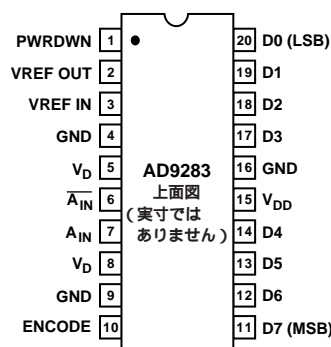 PWRDWN 1
VREF OUT 2
VREF IN 3
GND 4
VD 5
A̅I̅N̅ 6
AIN 7
VD 8
GND 9
ENCODE 10
AD9283
上面図
(実寸では
ありません)
20 D0 (LSB)
19 D1
18 D2
17 D3
16 GND
15 VDD
14 D4
13 D5
12 D6
11 D7 (MSB)